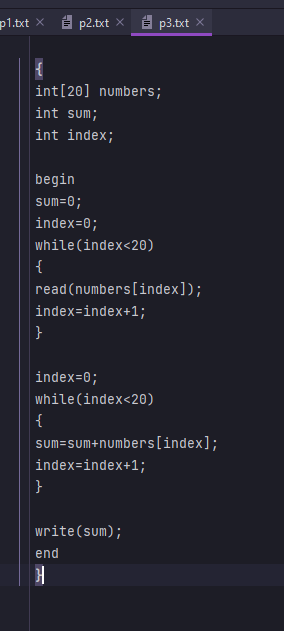 p1.txt × p2.txt × p3.txt ×
{
int[20] numbers;
int sum;
int index;
begin
sum=0;
index=0;
while(index<20)
{
read(numbers[index]);
index=index+1;
}
index=0;
while(index<20)
{
sum=sum+numbers[index];
index=index+1;
}
write(sum);
end
}